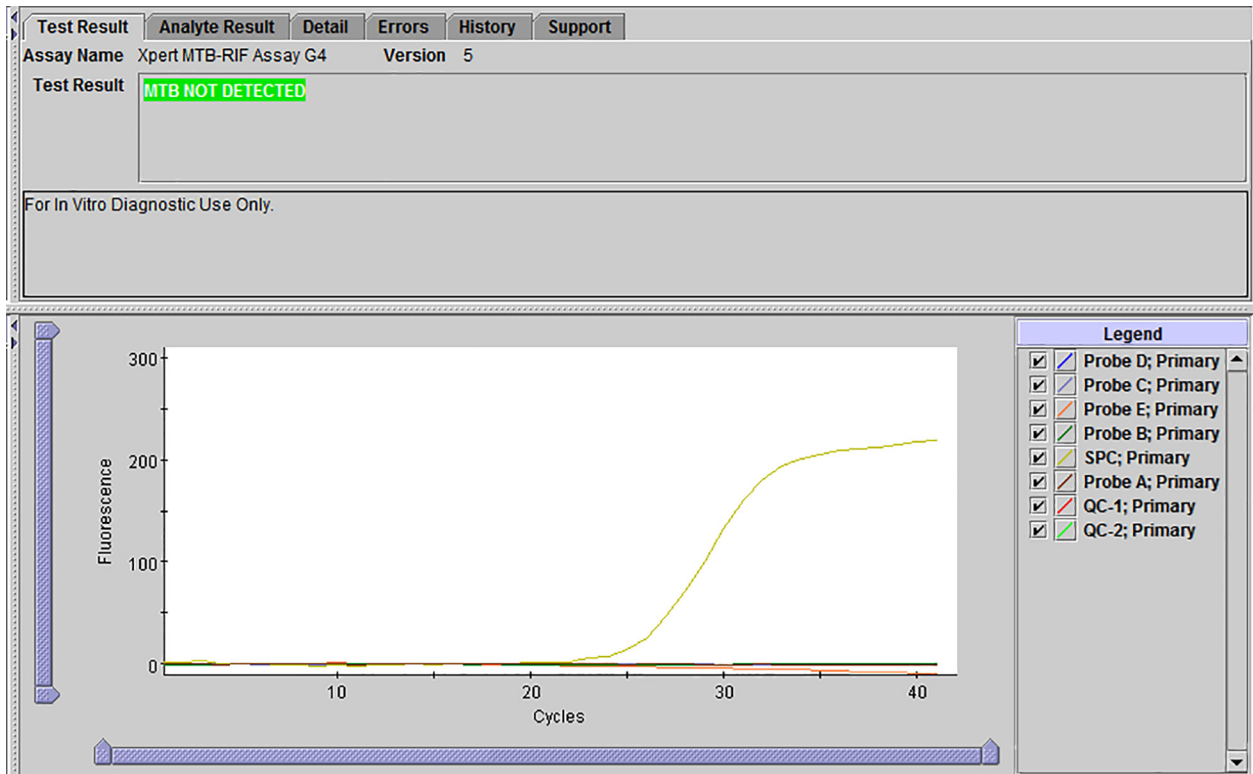 Test Result Analyte Result Detail Errors History Support
Assay Name Xpert MTB-RIF Assay G4 Version 5
Test Result MTB NOT DETECTED
For In Vitro Diagnostic Use Only.
Legend
Probe D; Primary
Probe C; Primary
Probe E; Primary
Probe B; Primary
SPC; Primary
Probe A; Primary
QC-1; Primary
QC-2; Primary
300
200
100
0
Fluorescence
10 20 30 40
Cycles